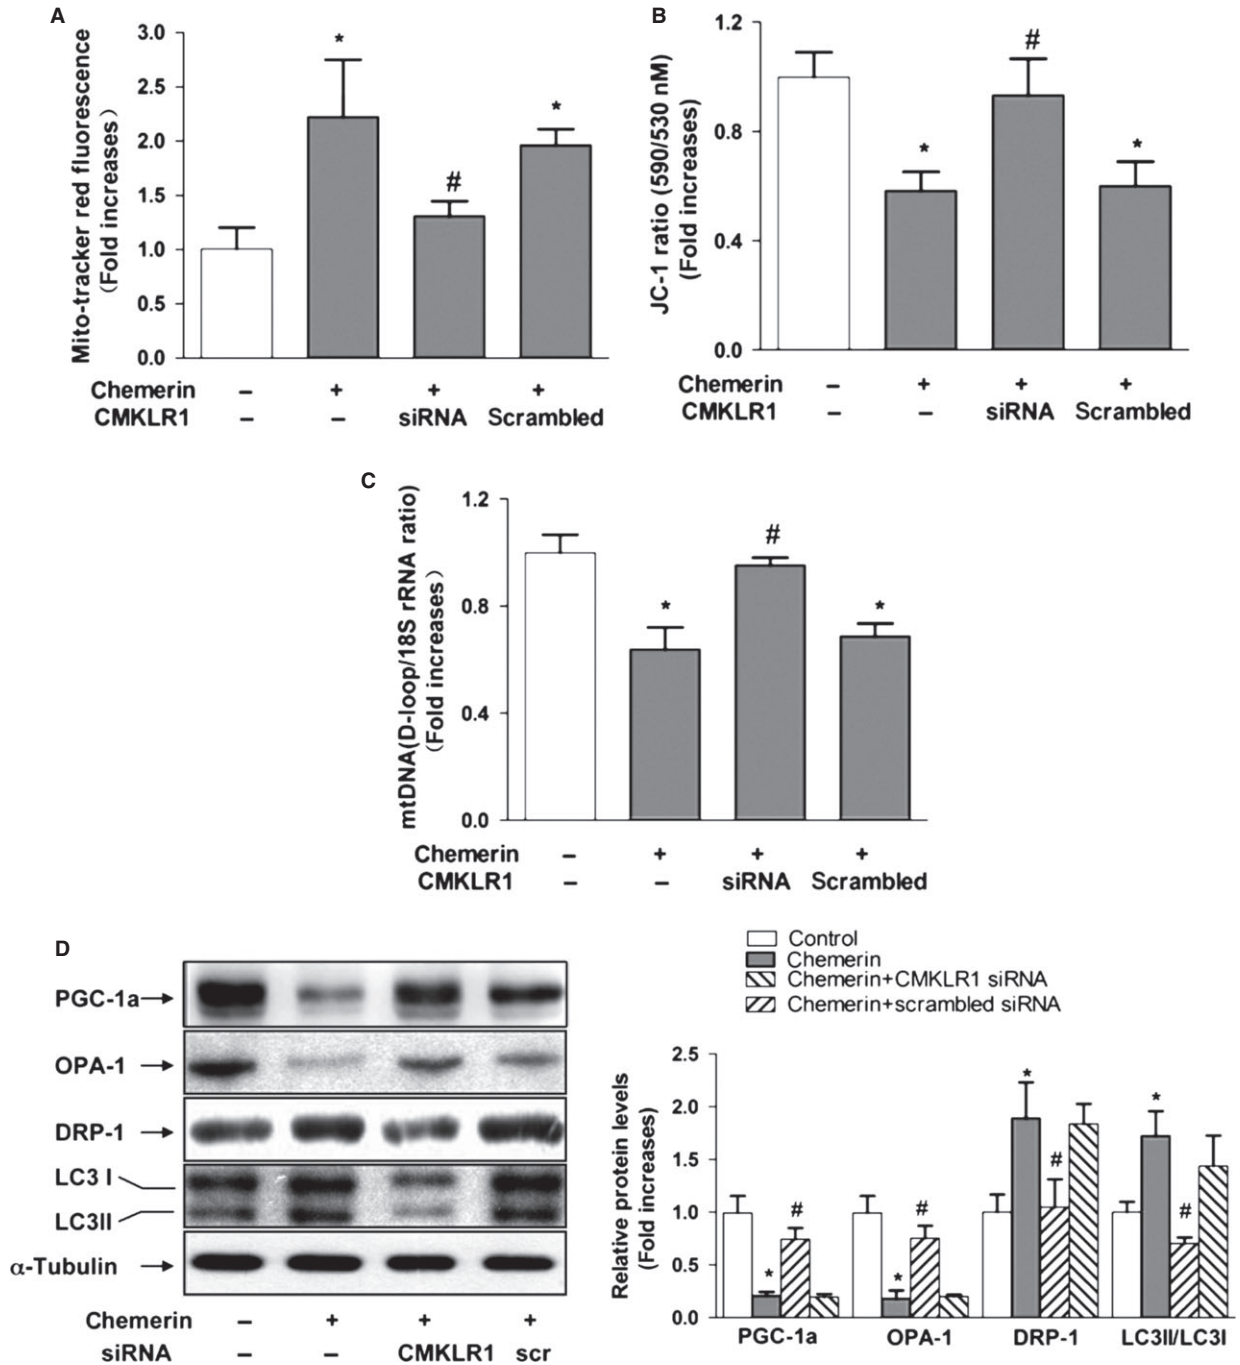 A
Mito-tracker red fluorescence
(Fold increases)
3.0
2.5
2.0
1.5
1.0
0.5
0.0
*
#
*
Chemerin – + + +
CMKLR1 – – siRNA Scrambled
B
JC-1 ratio (590/530 nM)
(Fold increases)
1.2
0.8
0.4
0.0
*
#
*
Chemerin – + + +
CMKLR1 – – siRNA Scrambled
C
mtDNA(D-loop/18S rRNA ratio)
(Fold increases)
1.2
0.8
0.4
0.0
*
#
*
Chemerin – + + +
CMKLR1 – – siRNA Scrambled
D
PGC-1a
OPA-1
DRP-1
LC3 I
LC3II
α-Tubulin
Chemerin – + + +
siRNA – – CMKLR1 scr
Control
Chemerin
Chemerin+CMKLR1 siRNA
Chemerin+scrambled siRNA
Relative protein levels
(Fold increases)
2.5
2.0
1.5
1.0
0.5
0.0
* #
* #
* #
* #
PGC-1a OPA-1 DRP-1 LC3II/LC3I